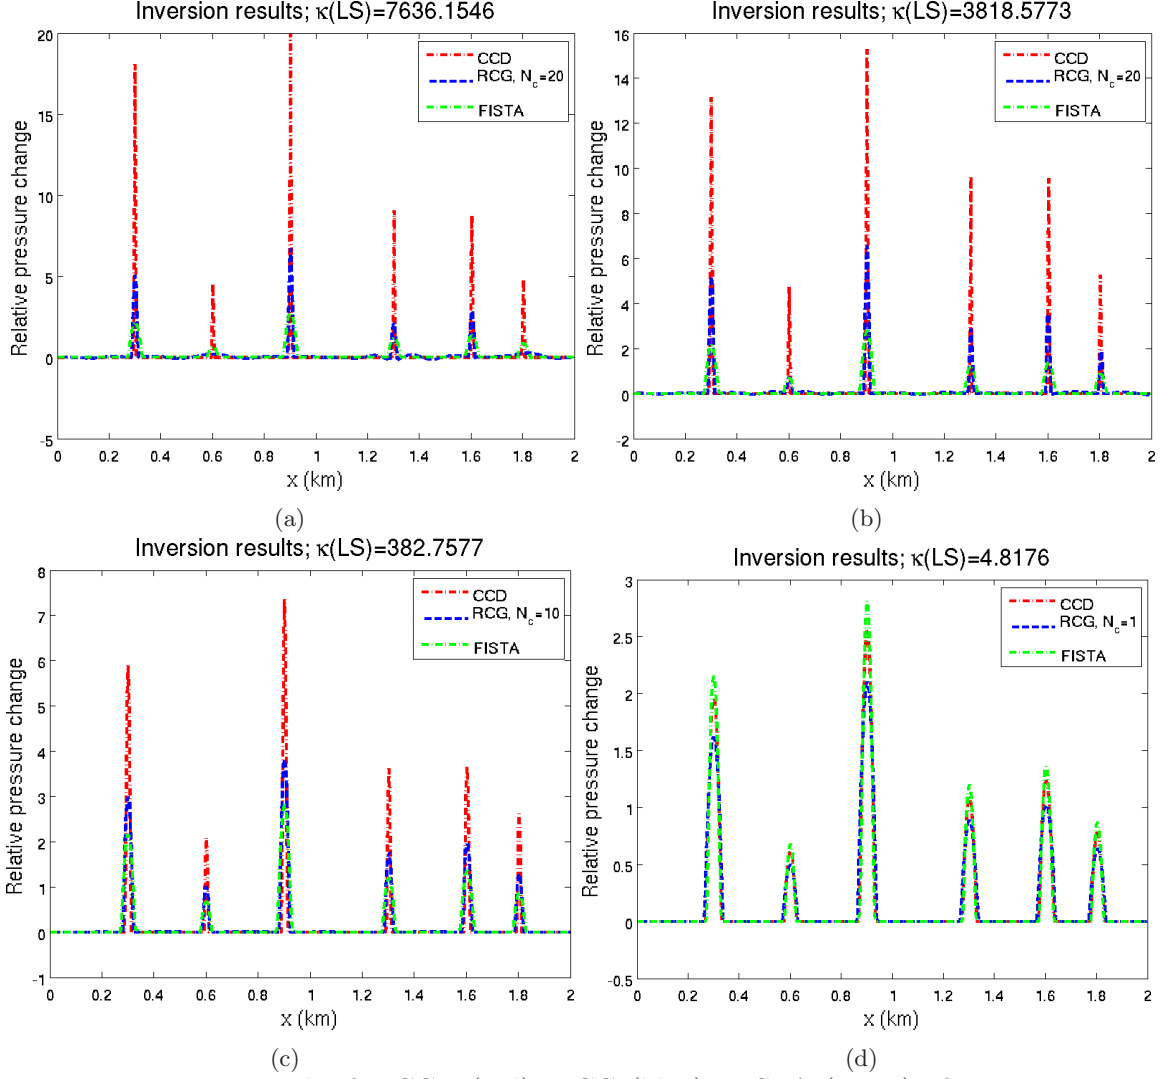 Inversion results; κ(LS)=7636.1546
20
15
10
5
0
-5
Relative pressure change
CCD
RCG, Nc=20
FISTA
0 0.2 0.4 0.6 0.8 1 1.2 1.4 1.6 1.8 2
x (km)
(a)
Inversion results; κ(LS)=3818.5773
16
14
12
10
8
6
4
2
0
-2
Relative pressure change
CCD
RCG, Nc=20
FISTA
0 0.2 0.4 0.6 0.8 1 1.2 1.4 1.6 1.8 2
x (km)
(b)
Inversion results; κ(LS)=382.7577
8
7
6
5
4
3
2
1
0
-1
Relative pressure change
CCD
RCG, Nc=10
FISTA
0 0.2 0.4 0.6 0.8 1 1.2 1.4 1.6 1.8 2
x (km)
(c)
Inversion results; κ(LS)=4.8176
3
2.5
2
1.5
1
0.5
0
-0.5
Relative pressure change
CCD
RCG, Nc=1
FISTA
0 0.2 0.4 0.6 0.8 1 1.2 1.4 1.6 1.8 2
x (km)
(d)